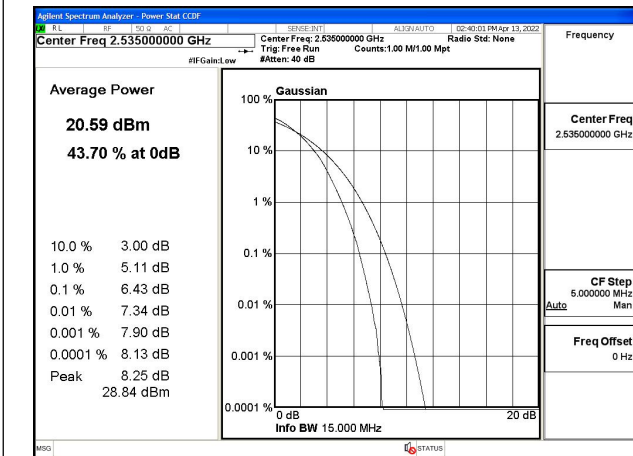 Agilent Spectrum Analyzer - Power Stat CCDF
RL RF 50 Ω AC SENSE:INT ALIGN AUTO 02:40:01 PM Apr 13, 2022
Center Freq 2.535000000 GHz
Center Freq: 2.535000000 GHz Radio Std: None
Trig: Free Run Counts:1.00 M/1.00 Mpt
#IFGain:Low #Atten: 40 dB
Frequency
Average Power
20.59 dBm
43.70 % at 0dB
10.0 % 3.00 dB
1.0 % 5.11 dB
0.1 % 6.43 dB
0.01 % 7.34 dB
0.001 % 7.90 dB
0.0001 % 8.13 dB
Peak 8.25 dB
28.84 dBm
Gaussian
100 %
10 %
1 %
0.1 %
0.01 %
0.001 %
0.0001 %
0 dB 20 dB
Info BW 15.000 MHz
Center Freq
2.535000000 GHz
CF Step
5.000000 MHz
Auto Man
Freq Offset
0 Hz
MSG STATUS